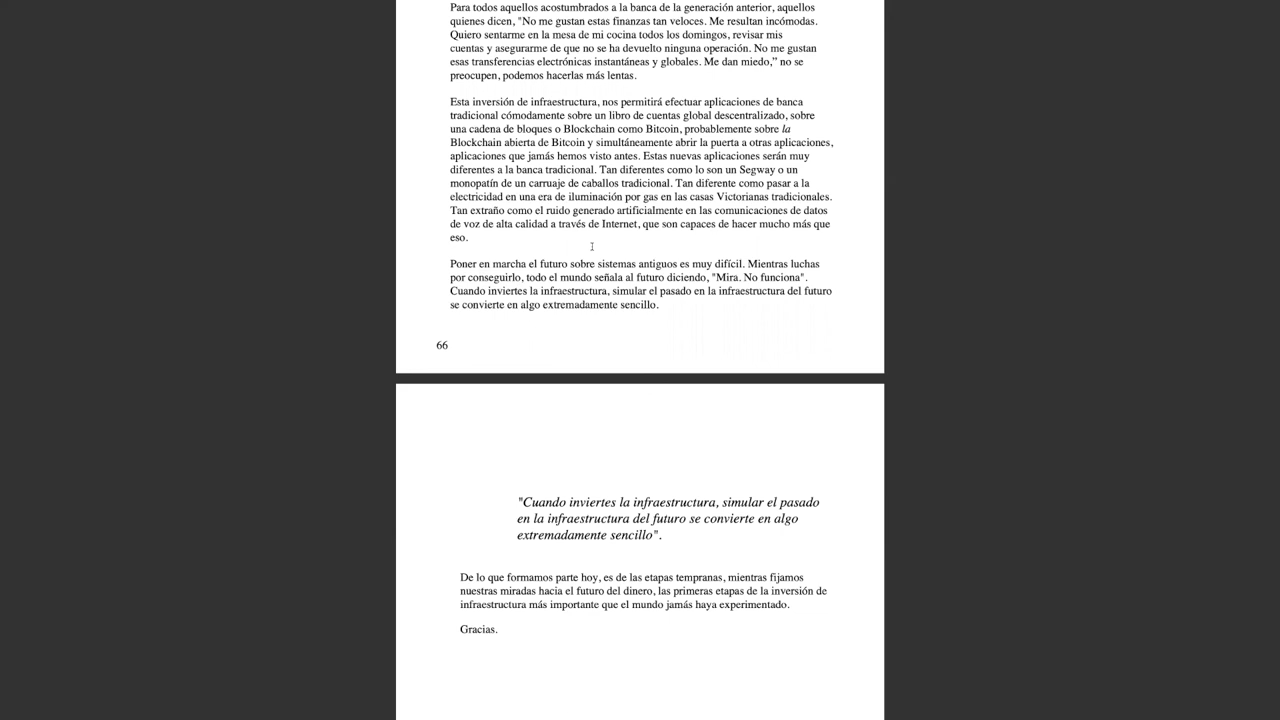 Para todos aquellos acostumbrados a la banca de la generación anterior, aquellos
quienes dicen, "No me gustan estas finanzas tan veloces. Me resultan incómodas.
Quiero sentarme en la mesa de mi cocina todos los domingos, revisar mis
cuentas y asegurarme de que no se ha devuelto ninguna operación. No me gustan
esas transferencias electrónicas instantáneas y globales. Me dan miedo,” no se
preocupen, podemos hacerlas más lentas.
Esta inversión de infraestructura, nos permitirá efectuar aplicaciones de banca
tradicional cómodamente sobre un libro de cuentas global descentralizado, sobre
una cadena de bloques o Blockchain como Bitcoin, probablemente sobre la
Blockchain abierta de Bitcoin y simultáneamente abrir la puerta a otras aplicaciones,
aplicaciones que jamás hemos visto antes. Estas nuevas aplicaciones serán muy
diferentes a la banca tradicional. Tan diferentes como lo son un Segway o un
monopatín de un carruaje de caballos tradicional. Tan diferente como pasar a la
electricidad en una era de iluminación por gas en las casas Victorianas tradicionales.
Tan extraño como el ruido generado artificialmente en las comunicaciones de datos
de voz de alta calidad a través de Internet, que son capaces de hacer mucho más que
eso.
Poner en marcha el futuro sobre sistemas antiguos es muy difícil. Mientras luchas
por conseguirlo, todo el mundo señala al futuro diciendo, "Mira. No funciona".
Cuando inviertes la infraestructura, simular el pasado en la infraestructura del futuro
se convierte en algo extremadamente sencillo.
66
"Cuando inviertes la infraestructura, simular el pasado
en la infraestructura del futuro se convierte en algo
extremadamente sencillo".
De lo que formamos parte hoy, es de las etapas tempranas, mientras fijamos
nuestras miradas hacia el futuro del dinero, las primeras etapas de la inversión de
infraestructura más importante que el mundo jamás haya experimentado.
Gracias.